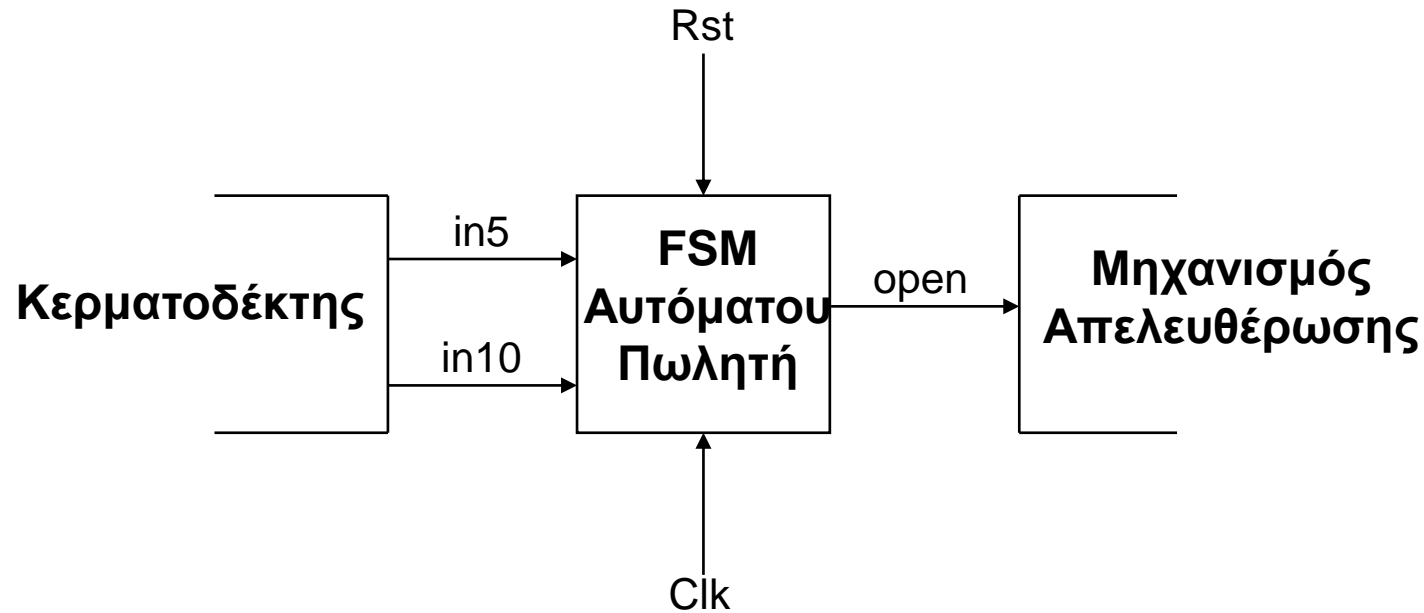 Rst
Κερματοδέκτης
in5
in10
FSM
Αυτόματου
Πωλητή
open
Μηχανισμός
Απελευθέρωσης
Clk